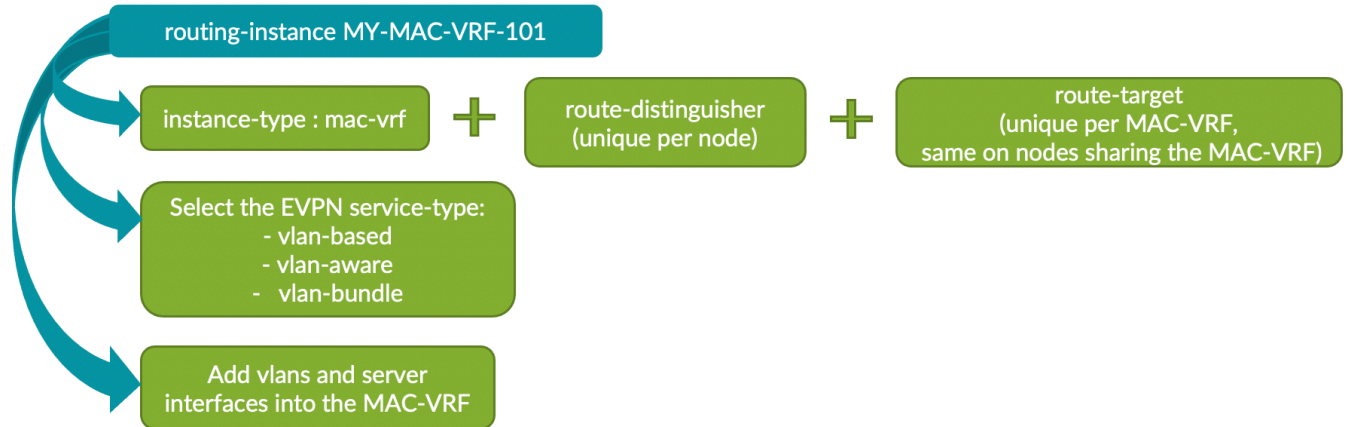 routing-instance MY-MAC-VRF-101
instance-type : mac-vrf
route-distinguisher
(unique per node)
route-target
(unique per MAC-VRF,
same on nodes sharing the MAC-VRF)
Select the EVPN service-type:
- vlan-based
- vlan-aware
- vlan-bundle
Add vlans and server
interfaces into the MAC-VRF